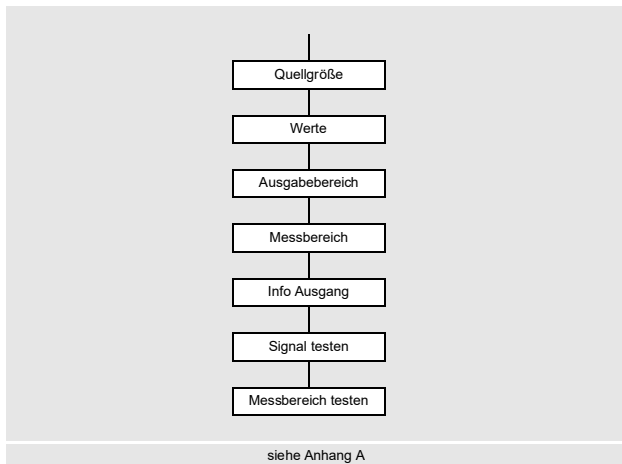 Quellgröße
Werte
Ausgabebereich
Messbereich
Info Ausgang
Signal testen
Messbereich testen
siehe Anhang A